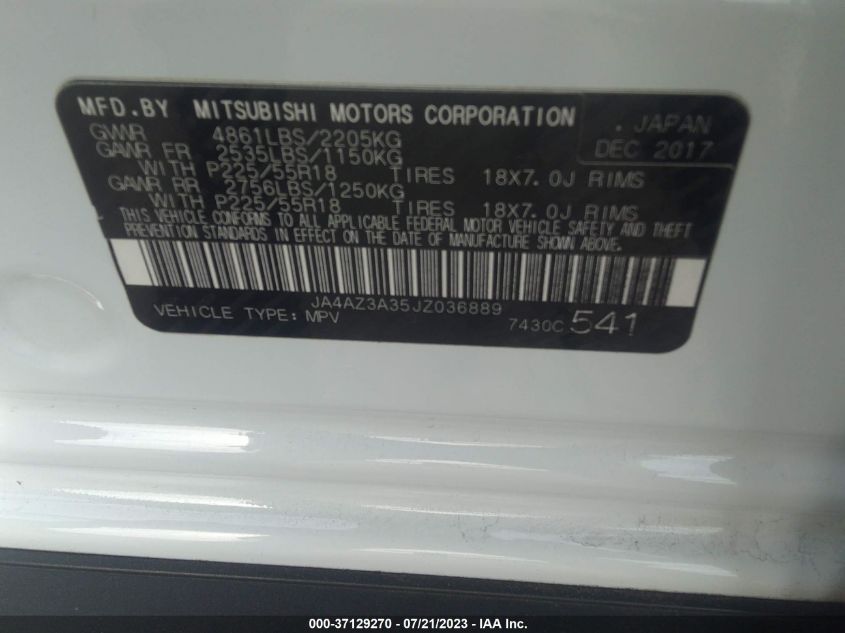 MFD.BY MITSUBISHI MOTORS CORPORATION
. JAPAN
DEC 2017
GVWR 4861LBS/2205KG
GAWR FR 2535LBS/1150KG
WITH P225/55R18 TIRES 18X7.0J RIMS
GAWR RR 2756LBS/1250KG
WITH P225/55R18 TIRES 18X7.0J RIMS
THIS VEHICLE CONFORMS TO ALL APPLICABLE FEDERAL MOTOR VEHICLE SAFETY AND THEFT
PREVENTION STANDARDS IN EFFECT ON THE DATE OF MANUFACTURE SHOWN ABOVE.
JA4AZ3A35JZ036889
VEHICLE TYPE: MPV
7430C 541
000-37129270 - 07/21/2023 - IAA Inc.